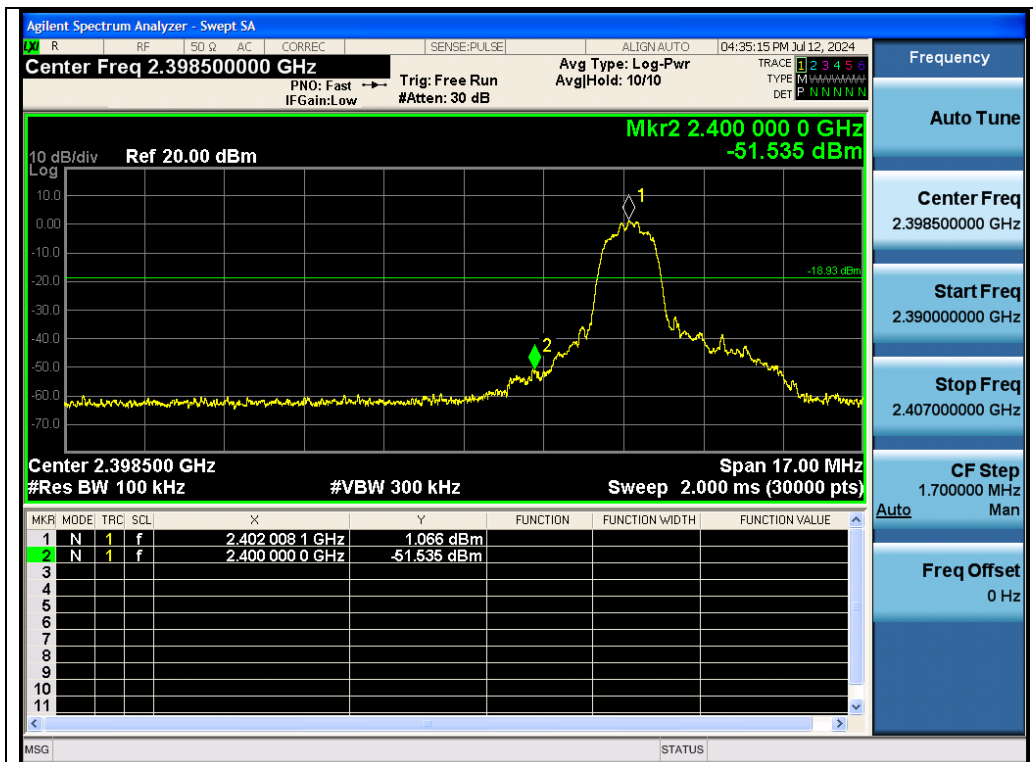 Agilent Spectrum Analyzer - Swept SA
LXI R RF 50 Ω AC CORREC SENSE:PULSE ALIGN AUTO 04:35:15 PM Jul 12, 2024
Center Freq 2.398500000 GHz
PNO: Fast
IFGain:Low
Trig: Free Run
#Atten: 30 dB
Avg Type: Log-Pwr
Avg|Hold: 10/10
TRACE 1 2 3 4 5 6
TYPE M W W W W W
DET P N N N N N
Mkr2 2.400 000 0 GHz
-51.535 dBm
10 dB/div Ref 20.00 dBm
Log
10.0
0.00
-10.0
-20.0
-30.0
-40.0
-50.0
-60.0
-70.0
1
-18.93 dBm
2
Center 2.398500 GHz Span 17.00 MHz
#Res BW 100 kHz #VBW 300 kHz Sweep 2.000 ms (30000 pts)
MKR MODE TRC SCL X Y FUNCTION FUNCTION WIDTH FUNCTION VALUE
1 N 1 f 2.402 008 1 GHz 1.066 dBm
2 N 1 f 2.400 000 0 GHz -51.535 dBm
3
4
5
6
7
8
9
10
11
MSG STATUS
Frequency
Auto Tune
Center Freq
2.398500000 GHz
Start Freq
2.390000000 GHz
Stop Freq
2.407000000 GHz
CF Step
1.700000 MHz
Auto Man
Freq Offset
0 Hz